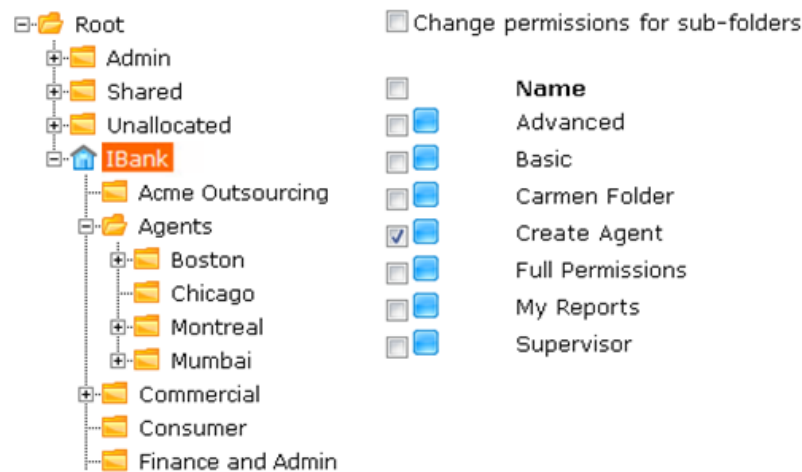 Root
Admin
Shared
Unallocated
IBank
Acme Outsourcing
Agents
Boston
Chicago
Montreal
Mumbai
Commercial
Consumer
Finance and Admin
Change permissions for sub-folders
Name
Advanced
Basic
Carmen Folder
Create Agent
Full Permissions
My Reports
Supervisor